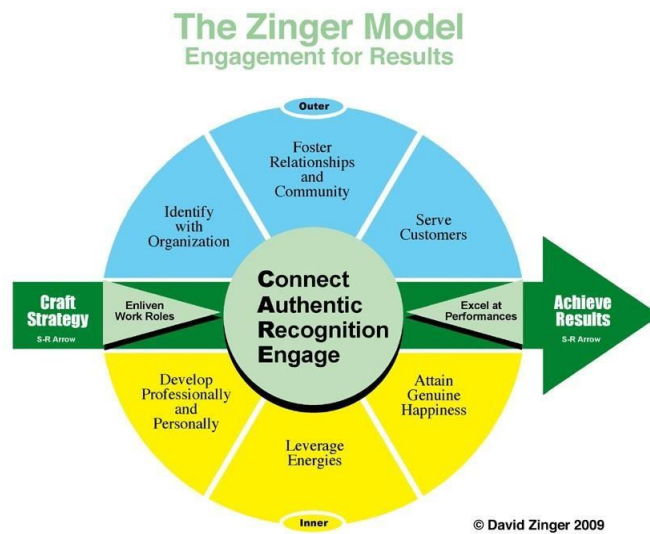 The Zinger Model
Engagement for Results
Outer
Foster
Relationships
and
Community
Identify
with
Organization
Serve
Customers
Craft
Strategy
S-R Arrow
Enliven
Work Roles
Connect
Authentic
Recognition
Engage
Excel at
Performances
Achieve
Results
S-R Arrow
Develop
Professionally
and
Personally
Leverage
Energies
Attain
Genuine
Happiness
Inner
© David Zinger 2009